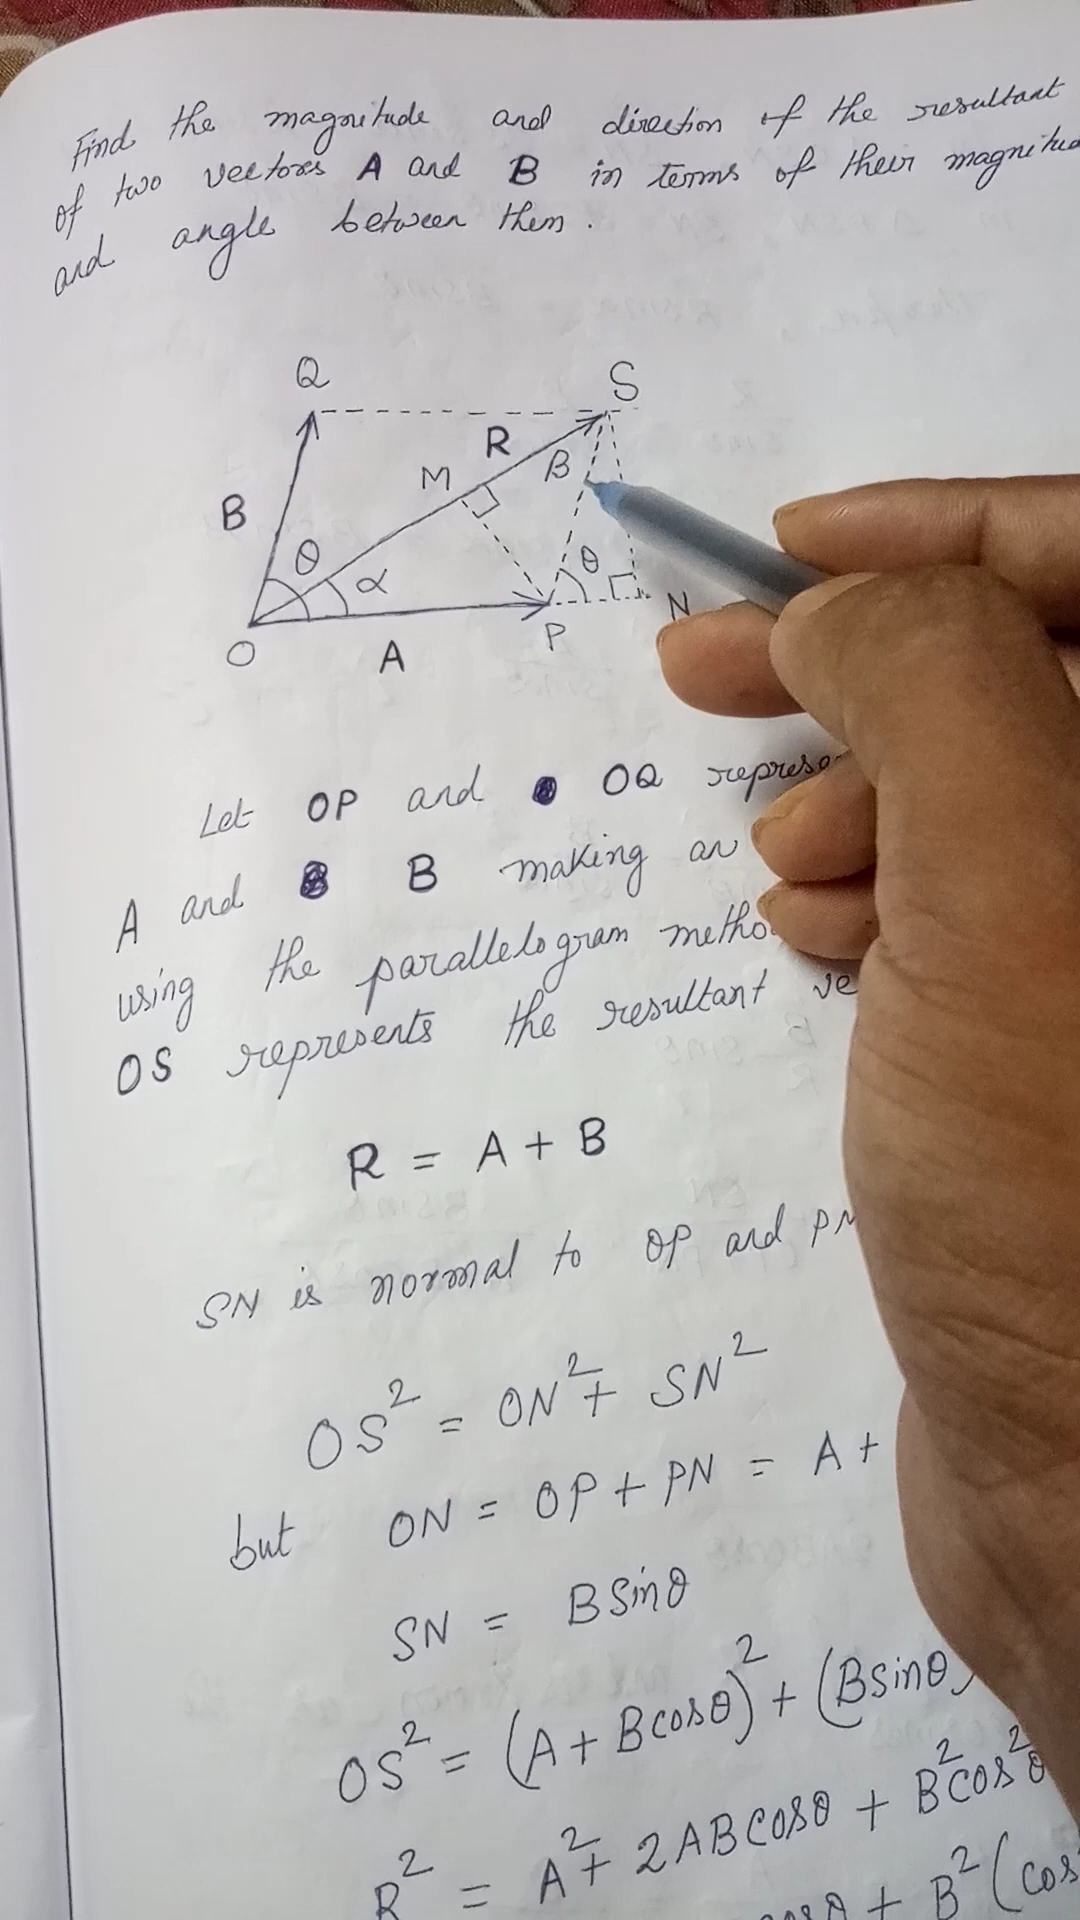 Find the magnitude and direction of the resultant
of two vectors A and B in terms of their
and angle between them.
Q
S
R
B
M
β
θ
α
θ
O
A
P
N
Let OP and OQ
A and B making an
using the parallelogram
OS represents the resultant
R = A + B
SN is normal to OP and
OS² = ON² + SN²
but ON = OP + PN = A +
SN = B sinθ
OS² = (A + B cosθ)² + (B sinθ
R² = A² + 2AB cosθ + B² cos² θ
+ B² (cos